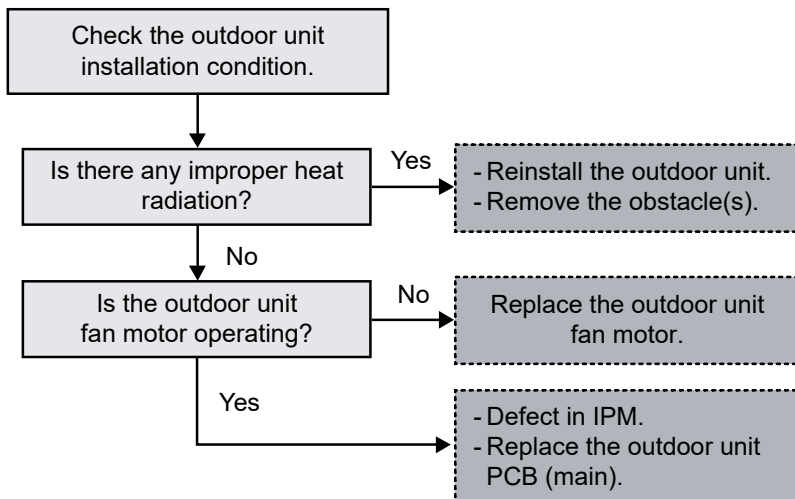 Check the outdoor unit
installation condition.
Is there any improper heat
radiation?
Yes
- Reinstall the outdoor unit.
- Remove the obstacle(s).
No
Is the outdoor unit
fan motor operating?
No
Replace the outdoor unit
fan motor.
Yes
- Defect in IPM.
- Replace the outdoor unit
PCB (main).